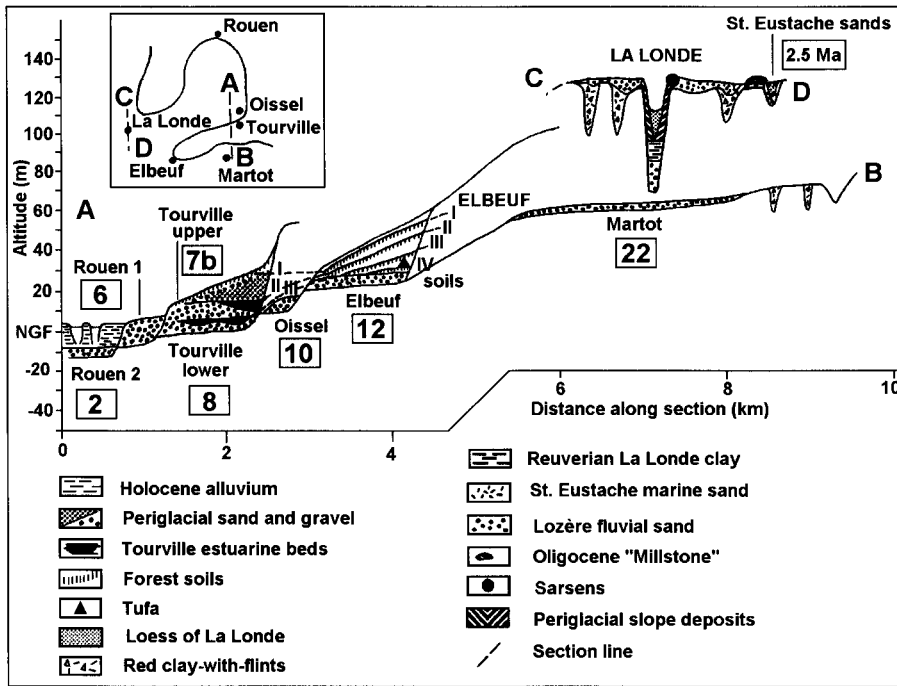 Rouen
A
C
Oissel
La Londe
Tourville
D
B
Elbeuf
Martot
St. Eustache sands
2.5 Ma
LA LONDE
C
D
Altitude (m)
140
120
100
80
60
40
20
NGF
-20
-40
A
B
Tourville
upper
7b
Rouen 1
6
I
II
III
ELBEUF
I
II
III
IV
soils
Martot
22
Elbeuf
12
Oissel
10
Tourville
lower
8
Rouen 2
2
0
2
4
6
8
10
Distance along section (km)
Holocene alluvium
Periglacial sand and gravel
Tourville estuarine beds
Forest soils
Tufa
Loess of La Londe
Red clay-with-flints
Reuverian La Londe clay
St. Eustache marine sand
Lozère fluvial sand
Oligocene "Millstone"
Sarsens
Periglacial slope deposits
Section line